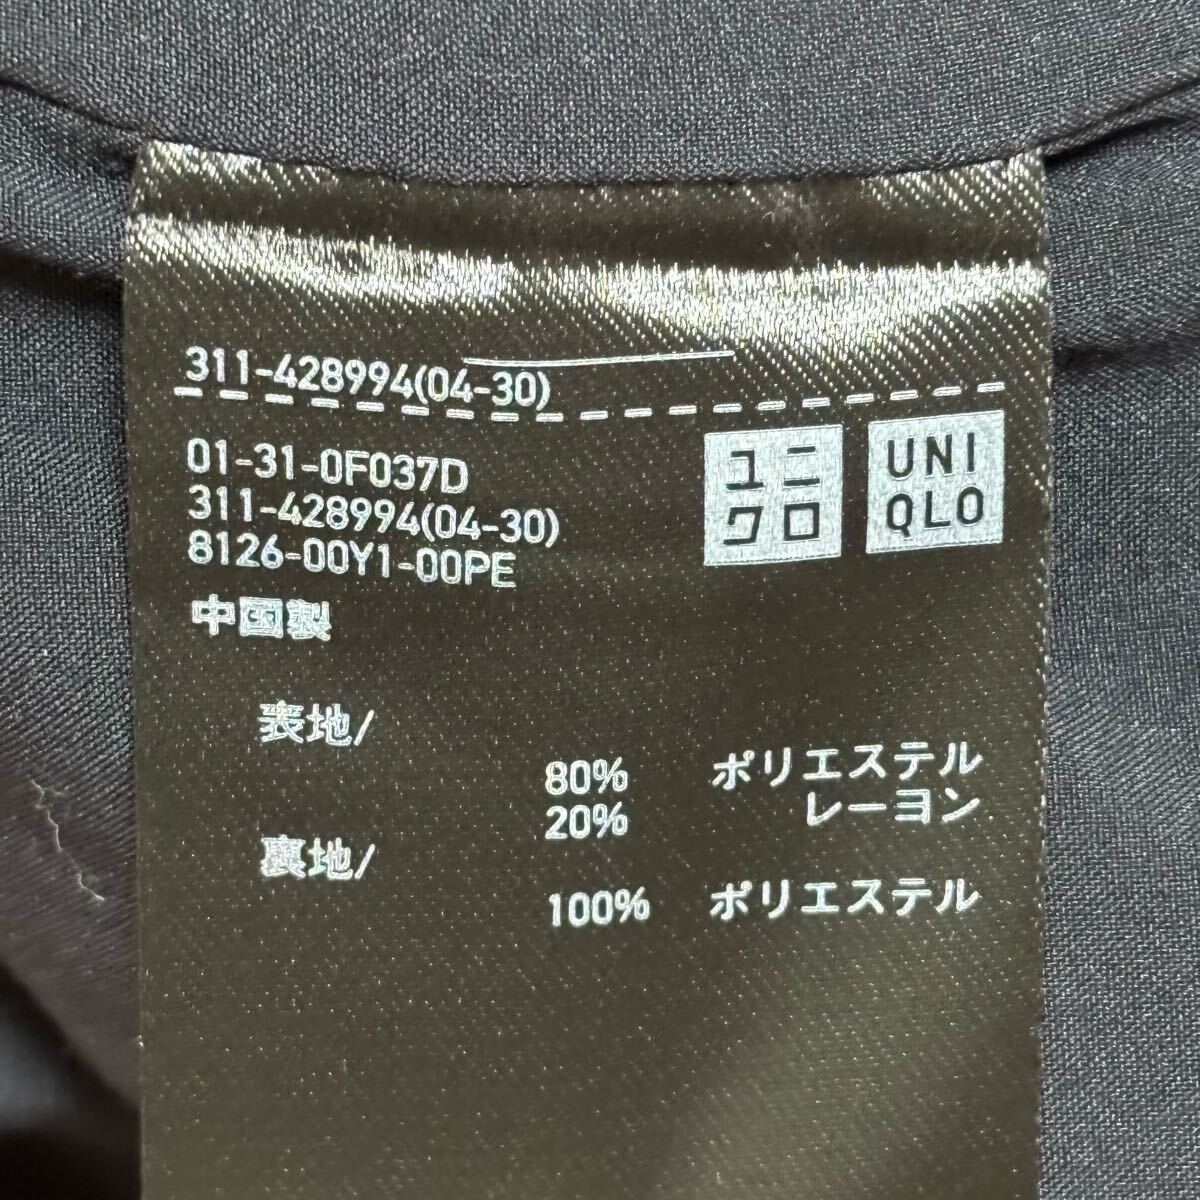 311-428994(04-30)
01-31-0F037D
311-428994(04-30)
8126-00Y1-00PE
中国製
ユニ
クロ
UNI
QLO
表地/
80% ポリエステル
20% レーヨン
裏地/
100% ポリエステル